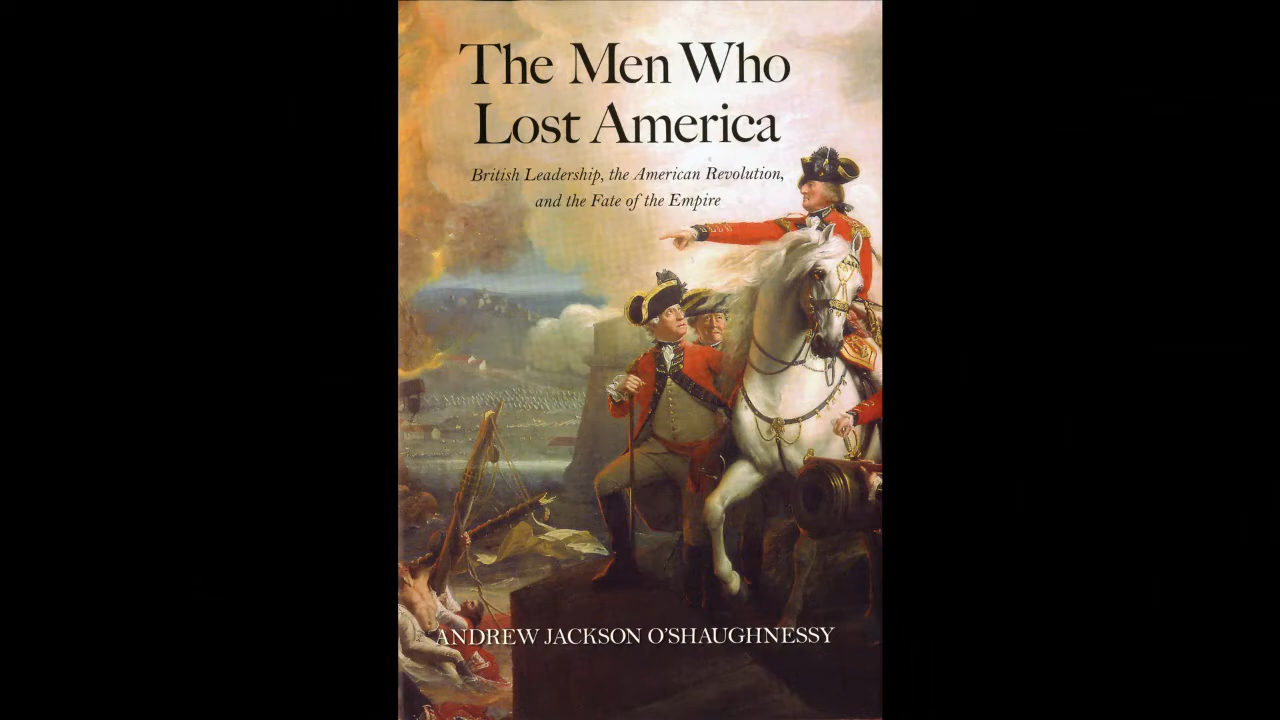 The Men Who
Lost America
British Leadership, the American Revolution,
and the Fate of the Empire
ANDREW JACKSON O'SHAUGHNESSY